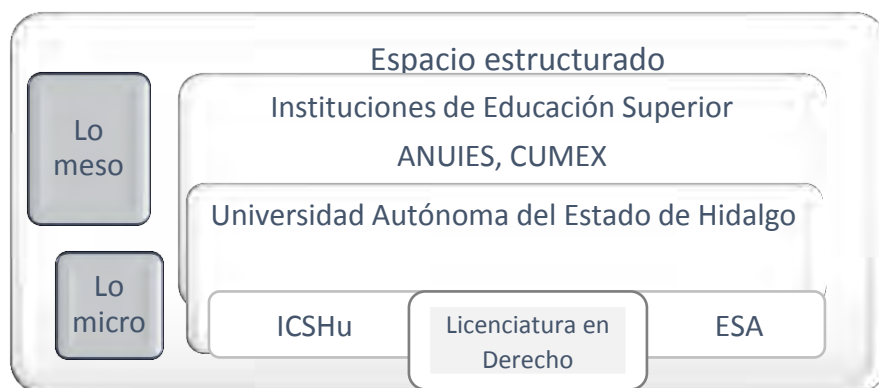 Espacio estructurado
Lo
meso
Instituciones de Educación Superior
ANUIES, CUMEX
Universidad Autónoma del Estado de Hidalgo
Lo
micro
ICSHu
Licenciatura en
Derecho
ESA